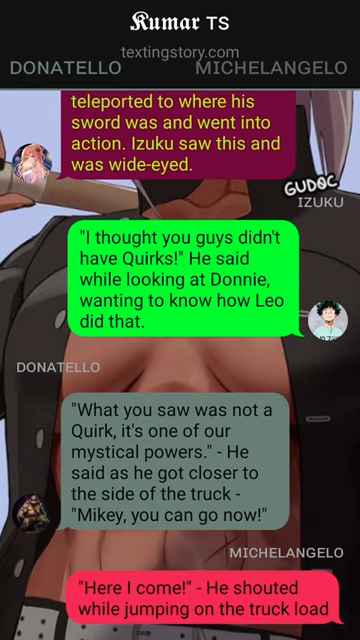 Kumar TS
textingstory.com
DONATELLO MICHELANGELO
teleported to where his
sword was and went into
action. Izuku saw this and
was wide-eyed.
GUDOC
IZUKU
"I thought you guys didn't
have Quirks!" He said
while looking at Donnie,
wanting to know how Leo
did that.
DONATELLO
"What you saw was not a
Quirk, it's one of our
mystical powers." - He
said as he got closer to
the side of the truck -
"Mikey, you can go now!"
MICHELANGELO
"Here I come!" - He shouted
while jumping on the truck load